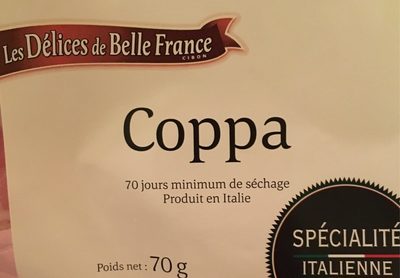 Les Délices de Belle France
CIBON
Coppa
70 jours minimum de séchage
Produit en Italie
Poids net : 70 g
SPÉCIALITÉ
ITALIENNE